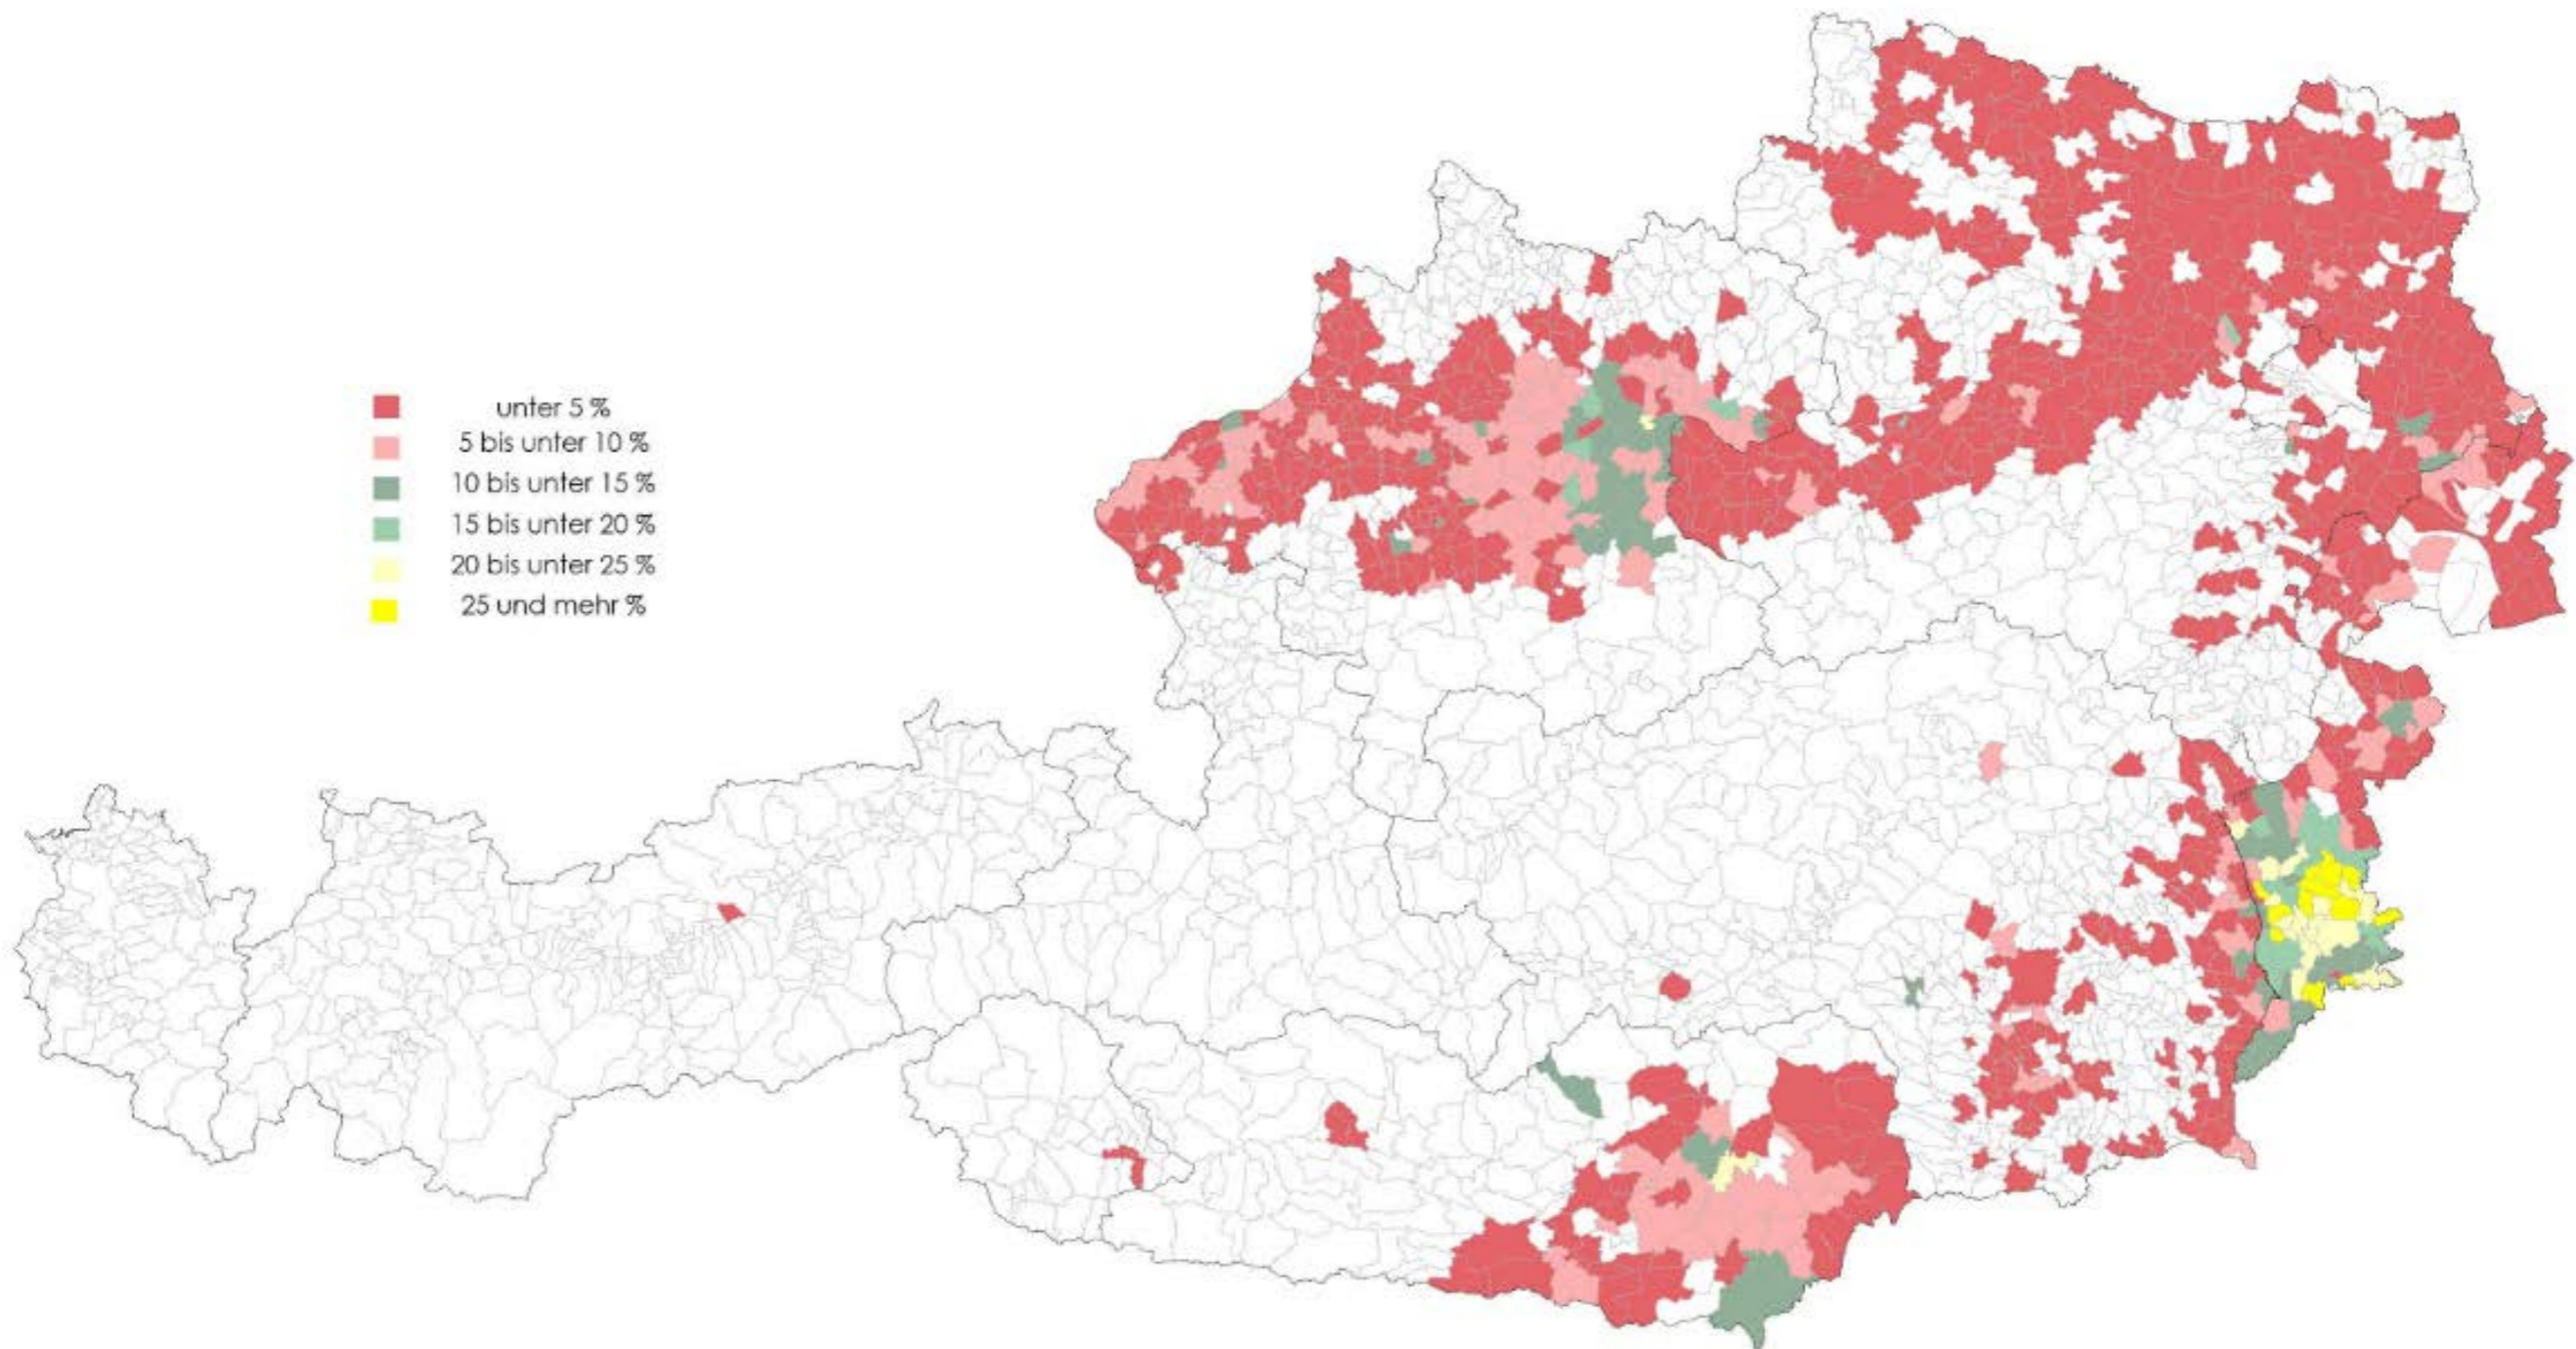 unter 5 %
5 bis unter 10 %
10 bis unter 15 %
15 bis unter 20 %
20 bis unter 25 %
25 und mehr %